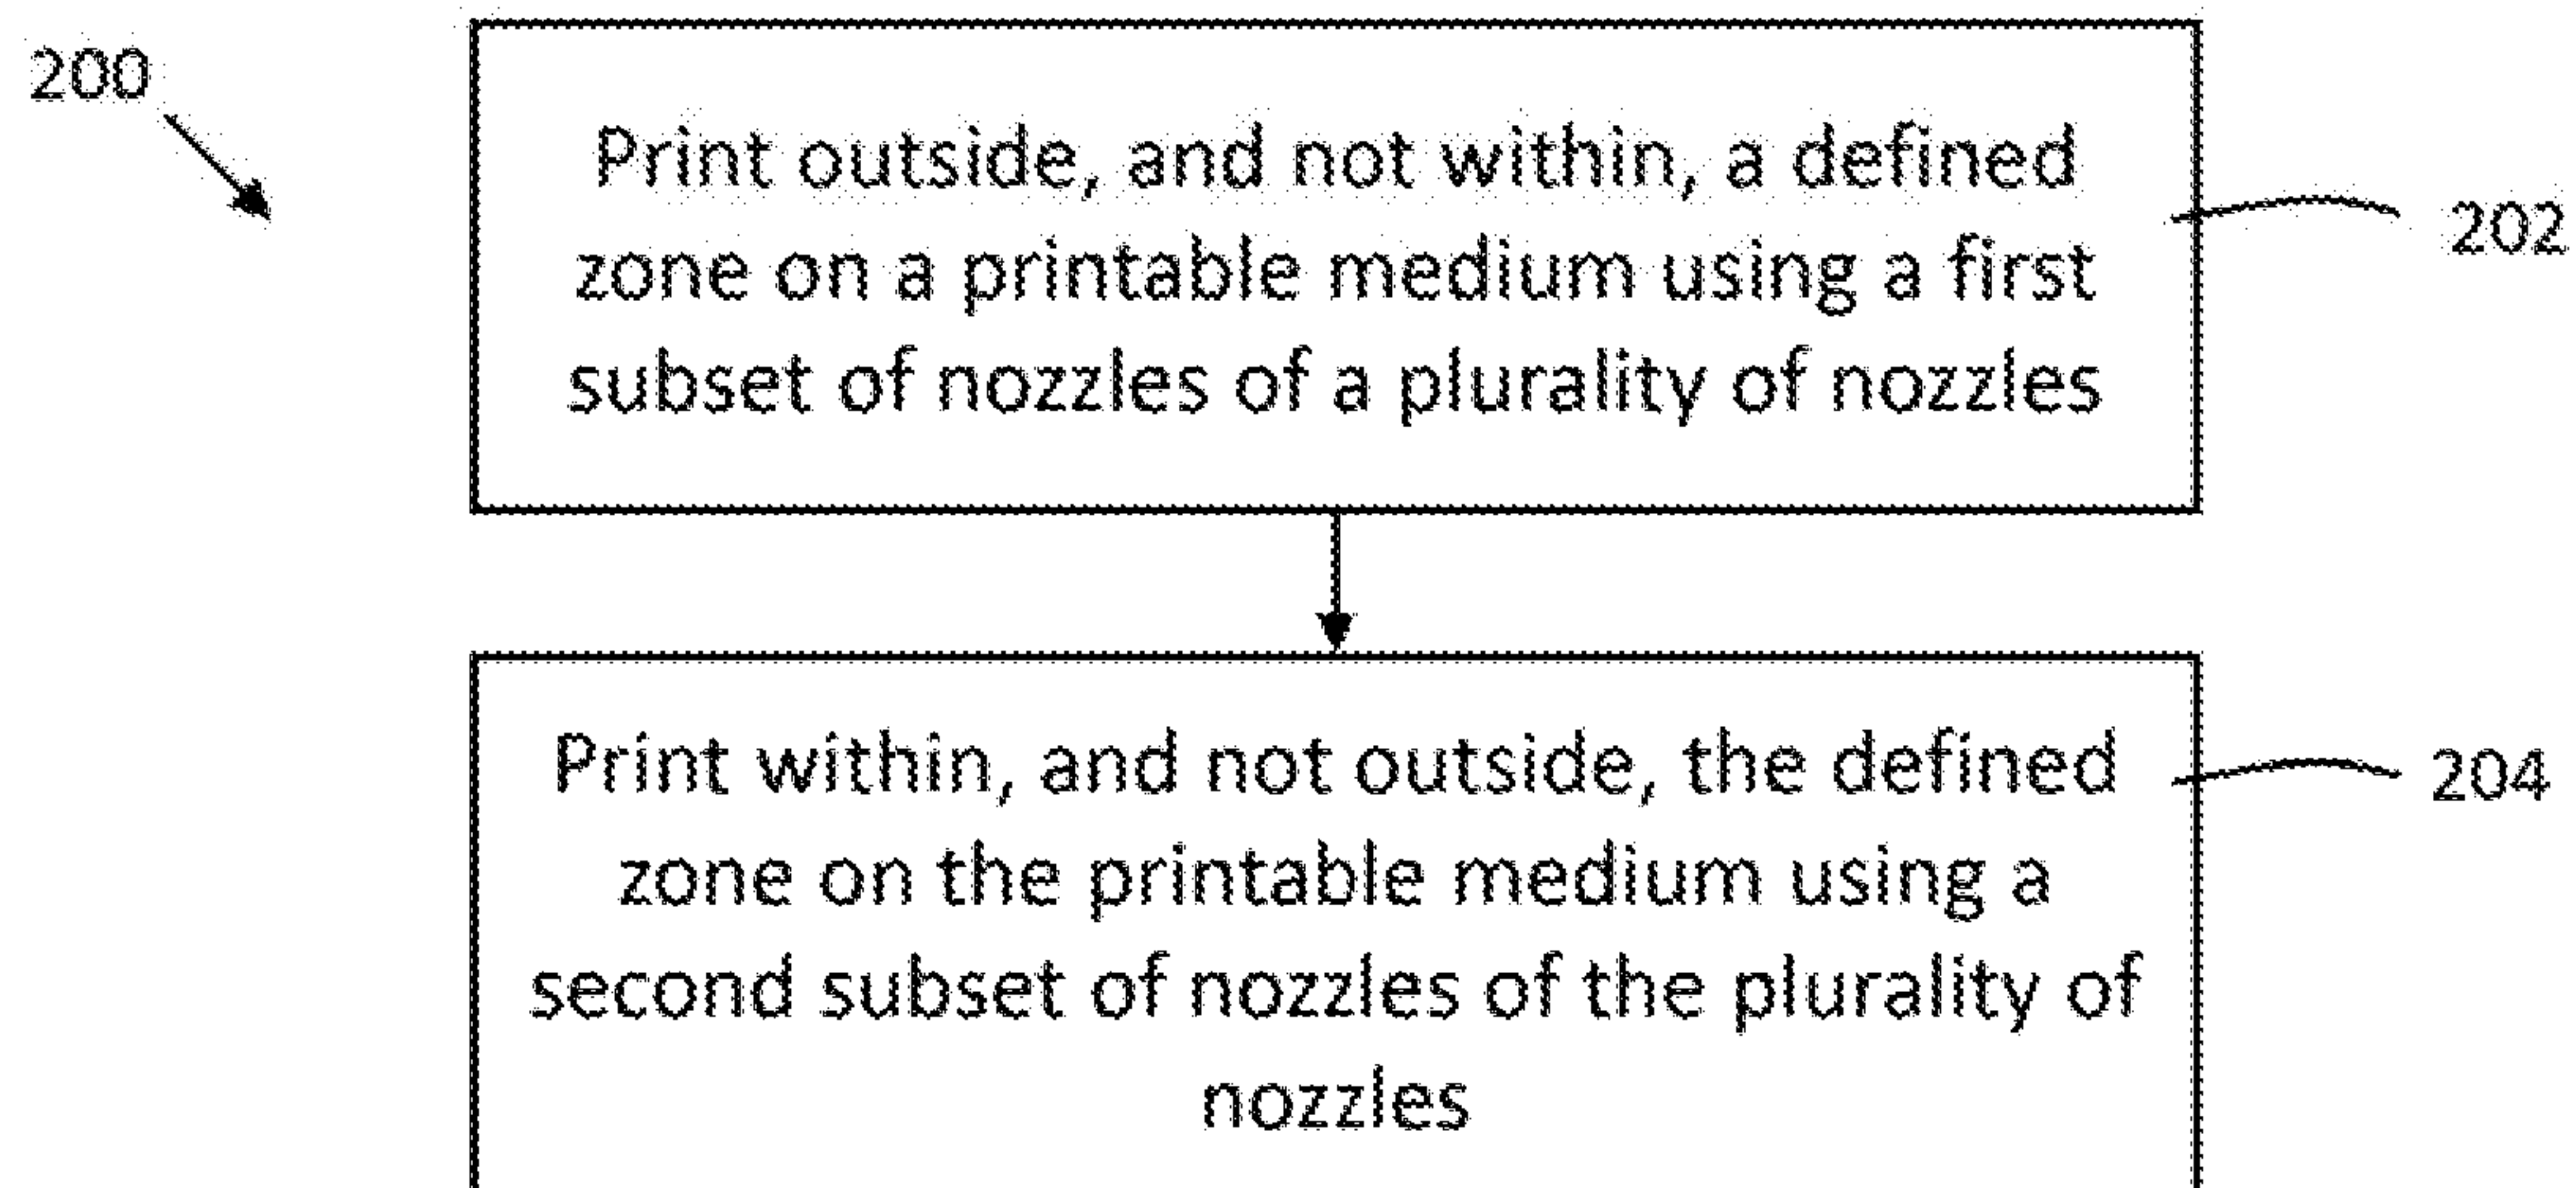 200
Print outside, and not within, a defined
zone on a printable medium using a first
subset of nozzles of a plurality of nozzles
202
Print within, and not outside, the defined
zone on the printable medium using a
second subset of nozzles of the plurality of
nozzles
204